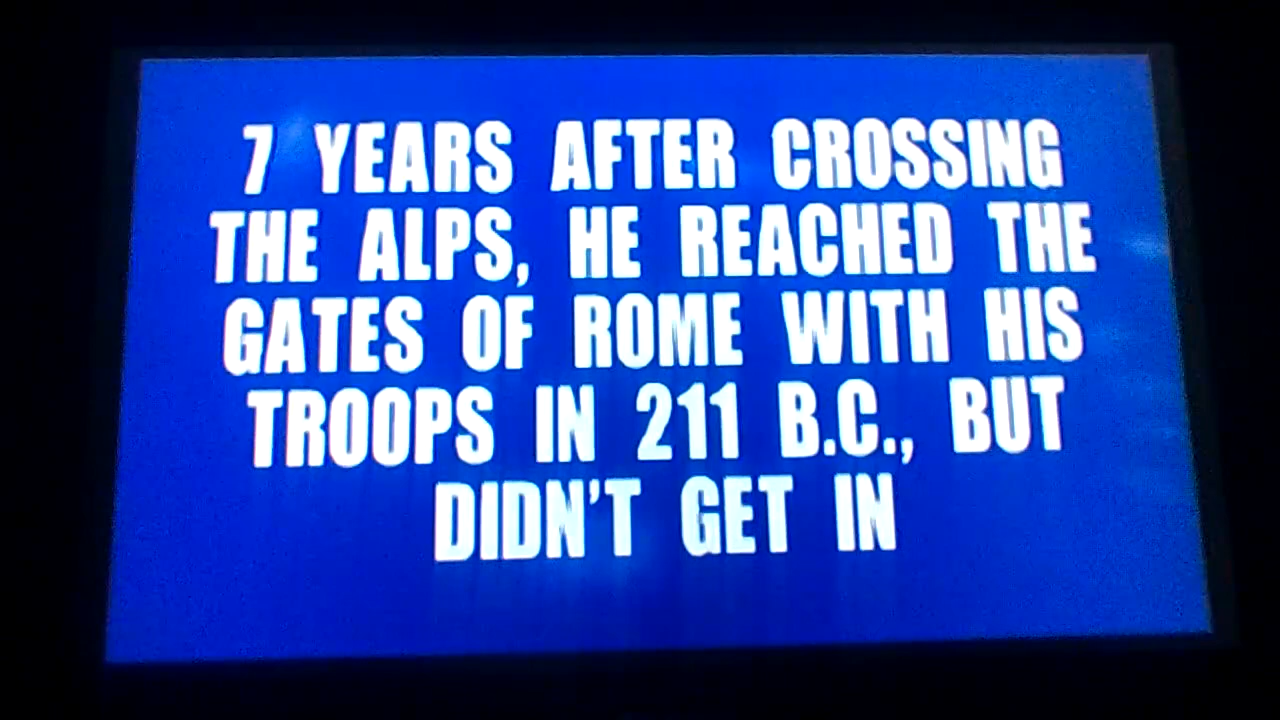 7 YEARS AFTER CROSSING
THE ALPS, HE REACHED THE
GATES OF ROME WITH HIS
TROOPS IN 211 B.C., BUT
DIDN'T GET IN